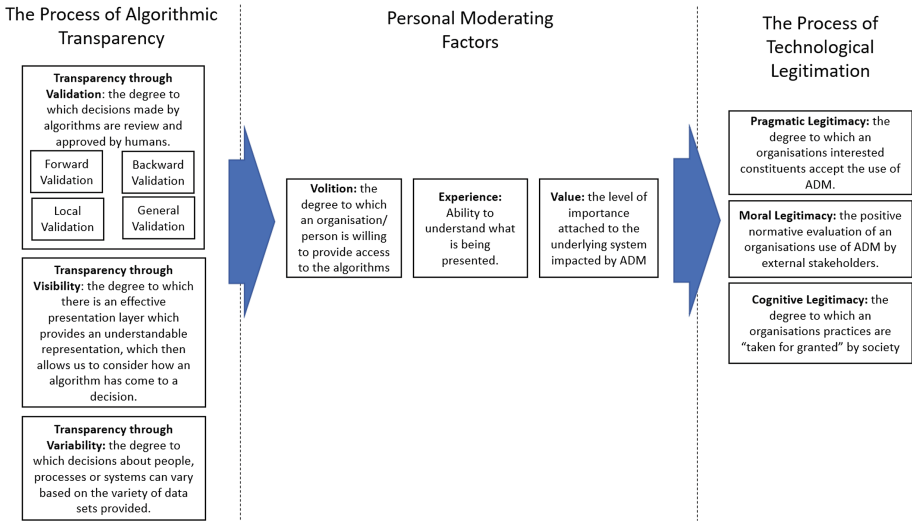 The Process of Algorithmic
Transparency
Transparency through
Validation: the degree to
which decisions made by
algorithms are review and
approved by humans.
Forward
Validation
Backward
Validation
Local
Validation
General
Validation
Transparency through
Visibility: the degree to which
there is an effective
presentation layer which
provides an understandable
representation, which then
allows us to consider how an
algorithm has come to a
decision.
Transparency through
Variability: the degree to
which decisions about people,
processes or systems can vary
based on the variety of data
sets provided.
Personal Moderating
Factors
Volition: the
degree to which
an organisation/
person is willing
to provide access
to the algorithms
Experience:
Ability to
understand what
is being
presented.
Value: the level of
importance
attached to the
underlying system
impacted by ADM
The Process of
Technological
Legitimation
Pragmatic Legitimacy: the
degree to which an
organisations interested
constituents accept the use of
ADM.
Moral Legitimacy: the positive
normative evaluation of an
organisations use of ADM by
external stakeholders.
Cognitive Legitimacy: the
degree to which an
organisations practices are
“taken for granted” by society